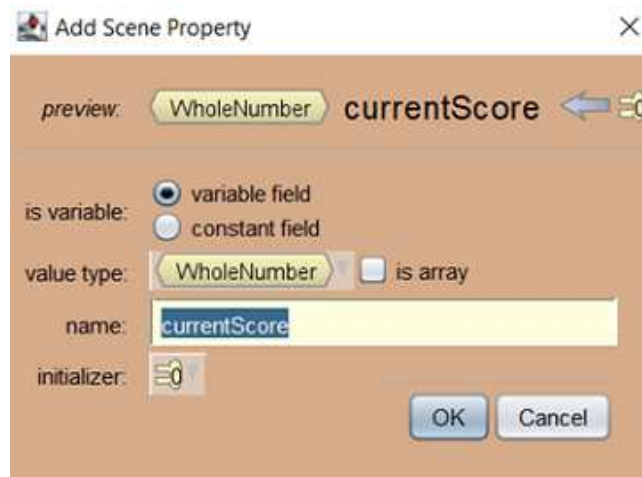 Add Scene Property
preview: WholeNumber currentScore 0
is variable: variable field
constant field
value type: WholeNumber is array
name: currentScore
initializer: 0
OK Cancel